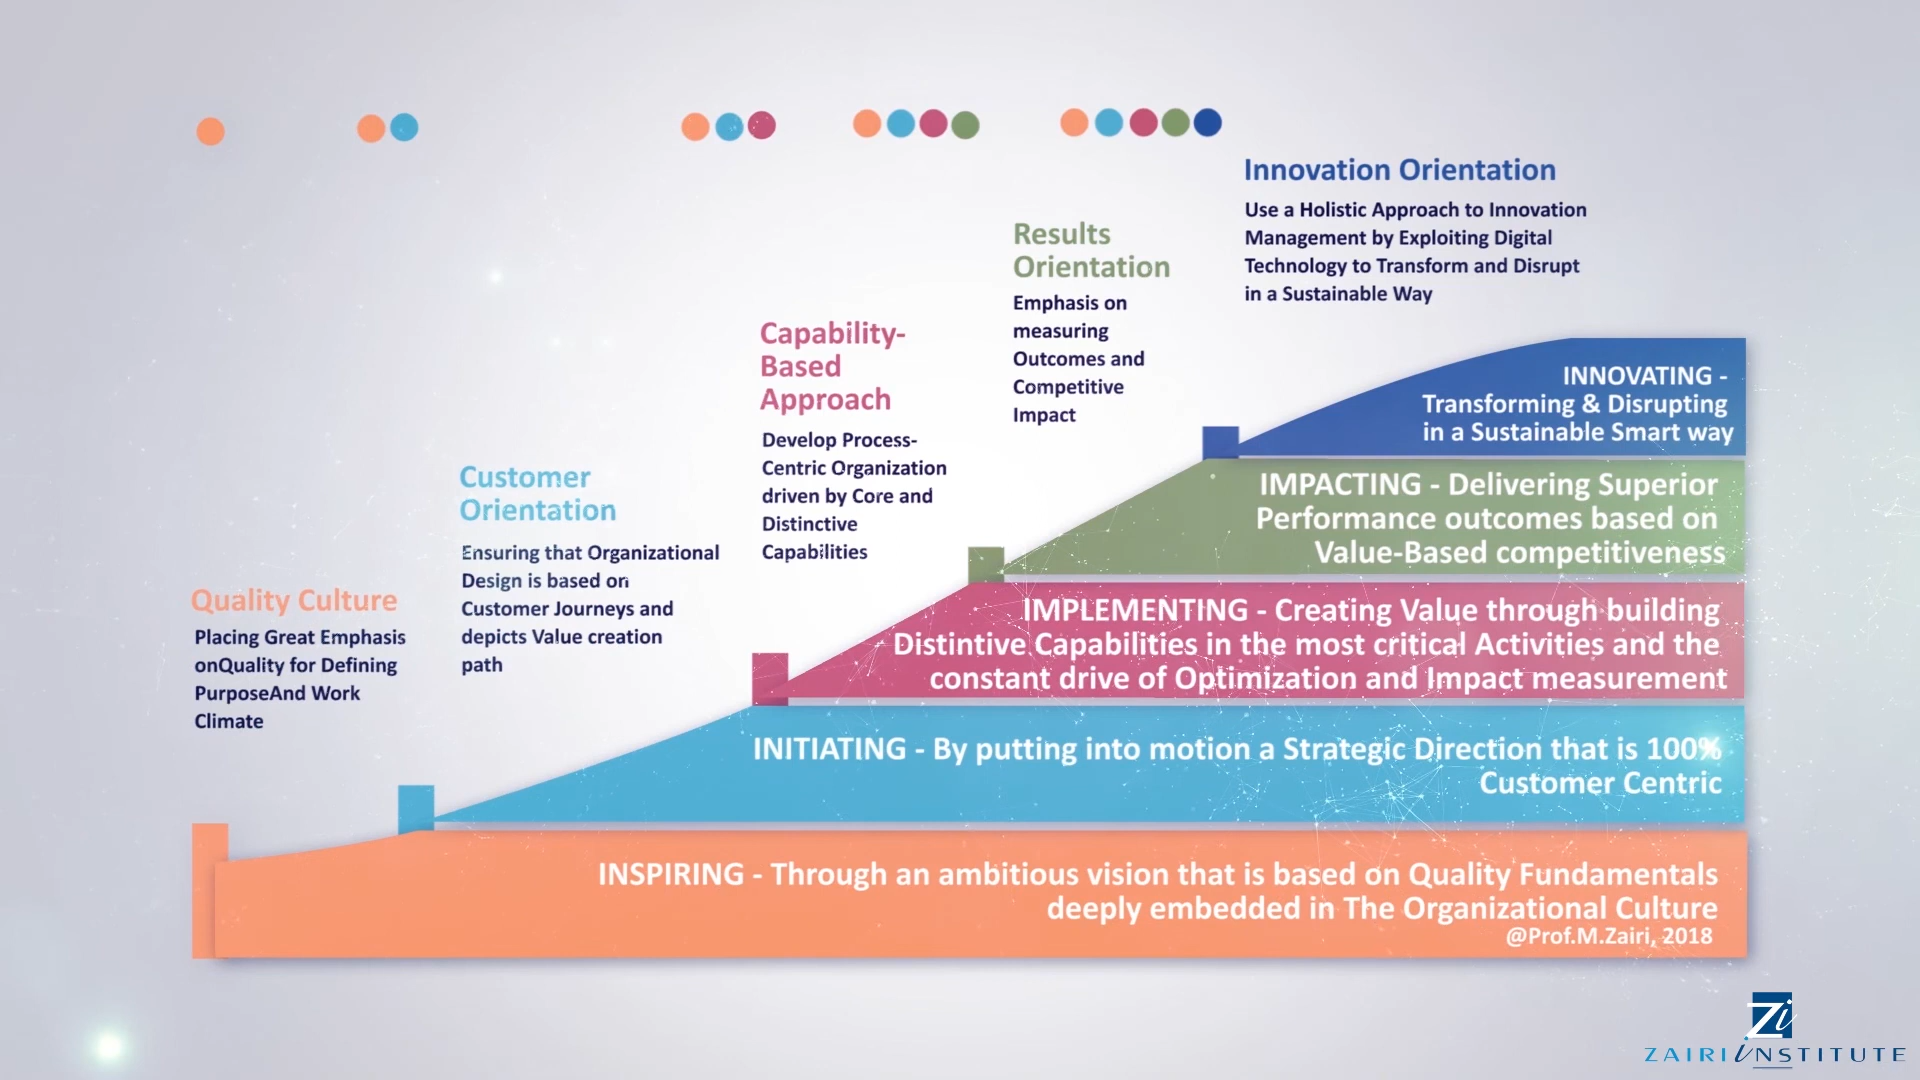 Innovation Orientation
Use a Holistic Approach to Innovation
Management by Exploiting Digital
Technology to Transform and Disrupt
in a Sustainable Way
Results
Orientation
Emphasis on
measuring
Outcomes and
Competitive
Impact
Capability-
Based
Approach
Develop Process-
Centric Organization
driven by Core and
Distinctive
Capabilities
Customer
Orientation
Ensuring that Organizational
Design is based on
Customer Journeys and
depicts Value creation
path
Quality Culture
Placing Great Emphasis
onQuality for Defining
PurposeAnd Work
Climate
INNOVATING -
Transforming & Disrupting
in a Sustainable Smart way
IMPACTING - Delivering Superior
Performance outcomes based on
Value-Based competitiveness
IMPLEMENTING - Creating Value through building
Distintive Capabilities in the most critical Activities and the
constant drive of Optimization and Impact measurement
INITIATING - By putting into motion a Strategic Direction that is 100%
Customer Centric
INSPIRING - Through an ambitious vision that is based on Quality Fundamentals
deeply embedded in The Organizational Culture
@Prof.M.Zairi, 2018
Zi
ZAIRI iNSTITUTE